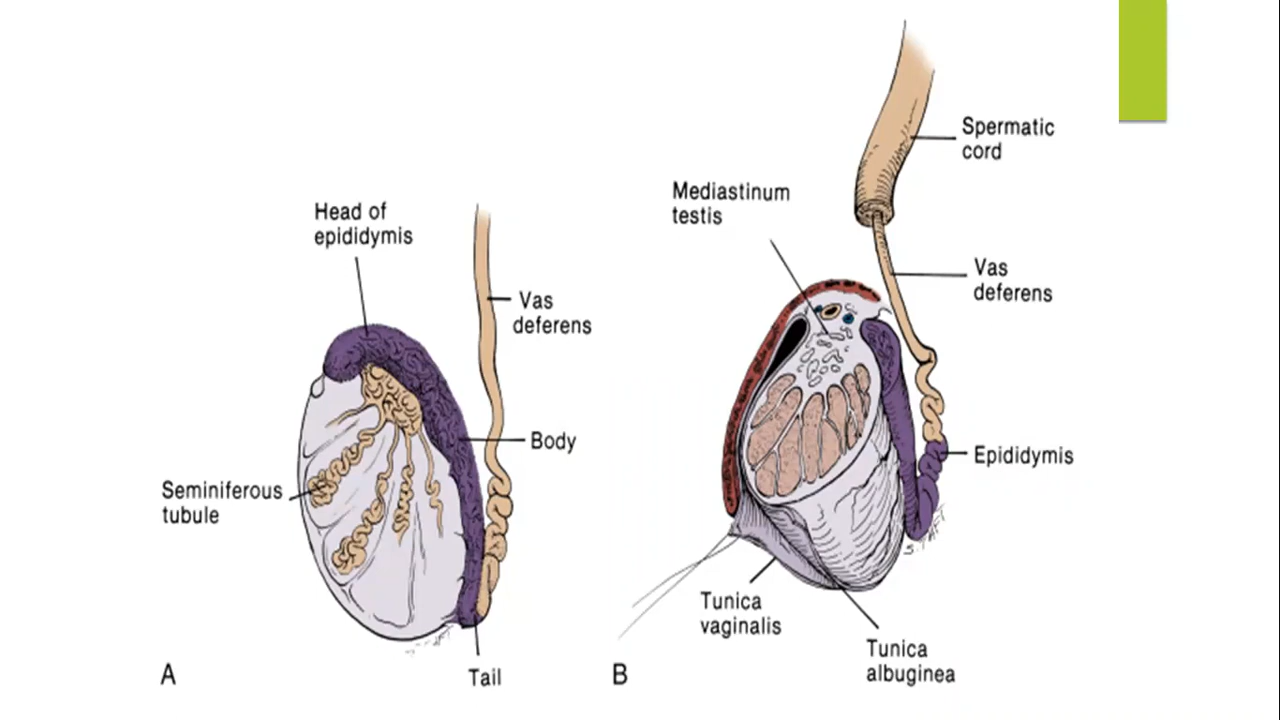 Head of
epididymis
Vas
deferens
Body
Seminiferous
tubule
Tail
A
Spermatic
cord
Mediastinum
testis
Vas
deferens
Epididymis
Tunica
vaginalis
Tunica
albuginea
B